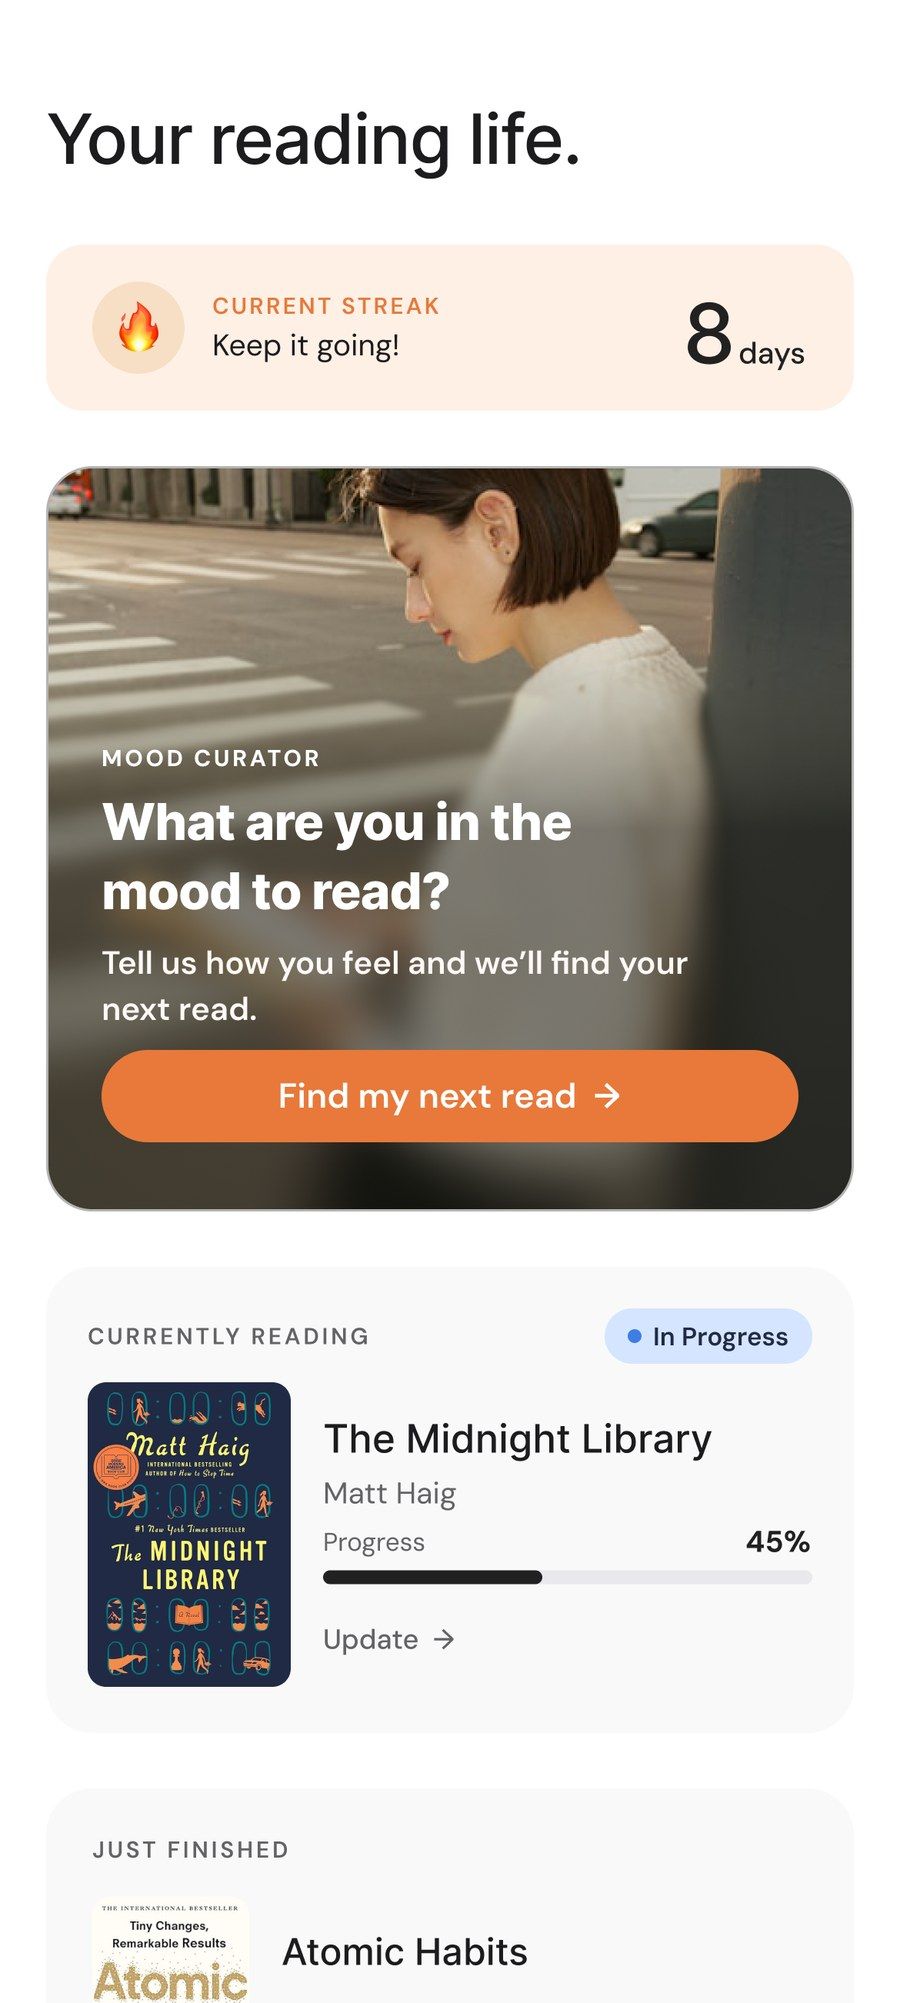 Your reading life.
CURRENT STREAK
Keep it going!
8 days
MOOD CURATOR
What are you in the
mood to read?
Tell us how you feel and we’ll find your
next read.
Find my next read →
CURRENTLY READING
In Progress
Matt Haig
INTERNATIONAL BESTSELLING
AUTHOR OF How to Stop Time
#1 New York Times BESTSELLER
The MIDNIGHT
LIBRARY
A Novel
The Midnight Library
Matt Haig
Progress
45%
Update →
JUST FINISHED
THE INTERNATIONAL BESTSELLER
Tiny Changes,
Remarkable Results
Atomic
Atomic Habits